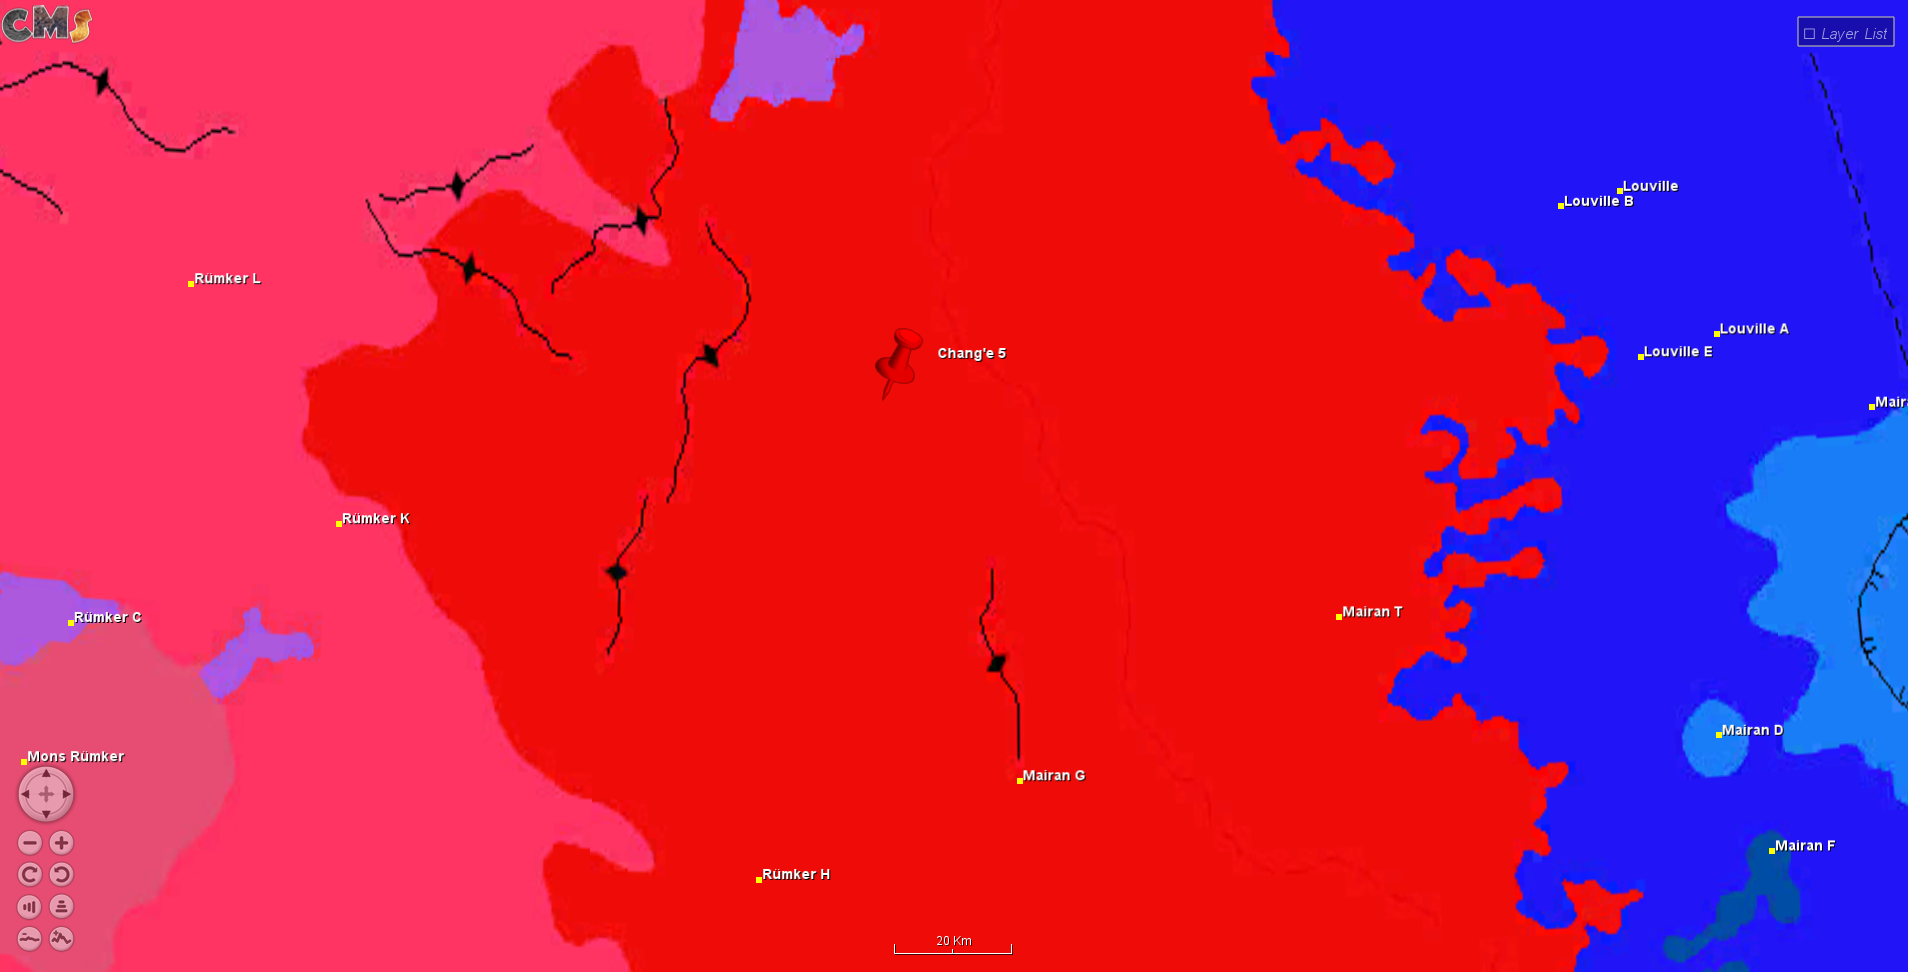 CMS
Layer List
Louville
Louville B
Rümker L
Louville A
Chang'e 5
Louville E
Mair
Rümker K
Mairan T
Rümker C
Mairan D
Mons Rümker
Mairan G
Mairan F
Rümker H
20 Km